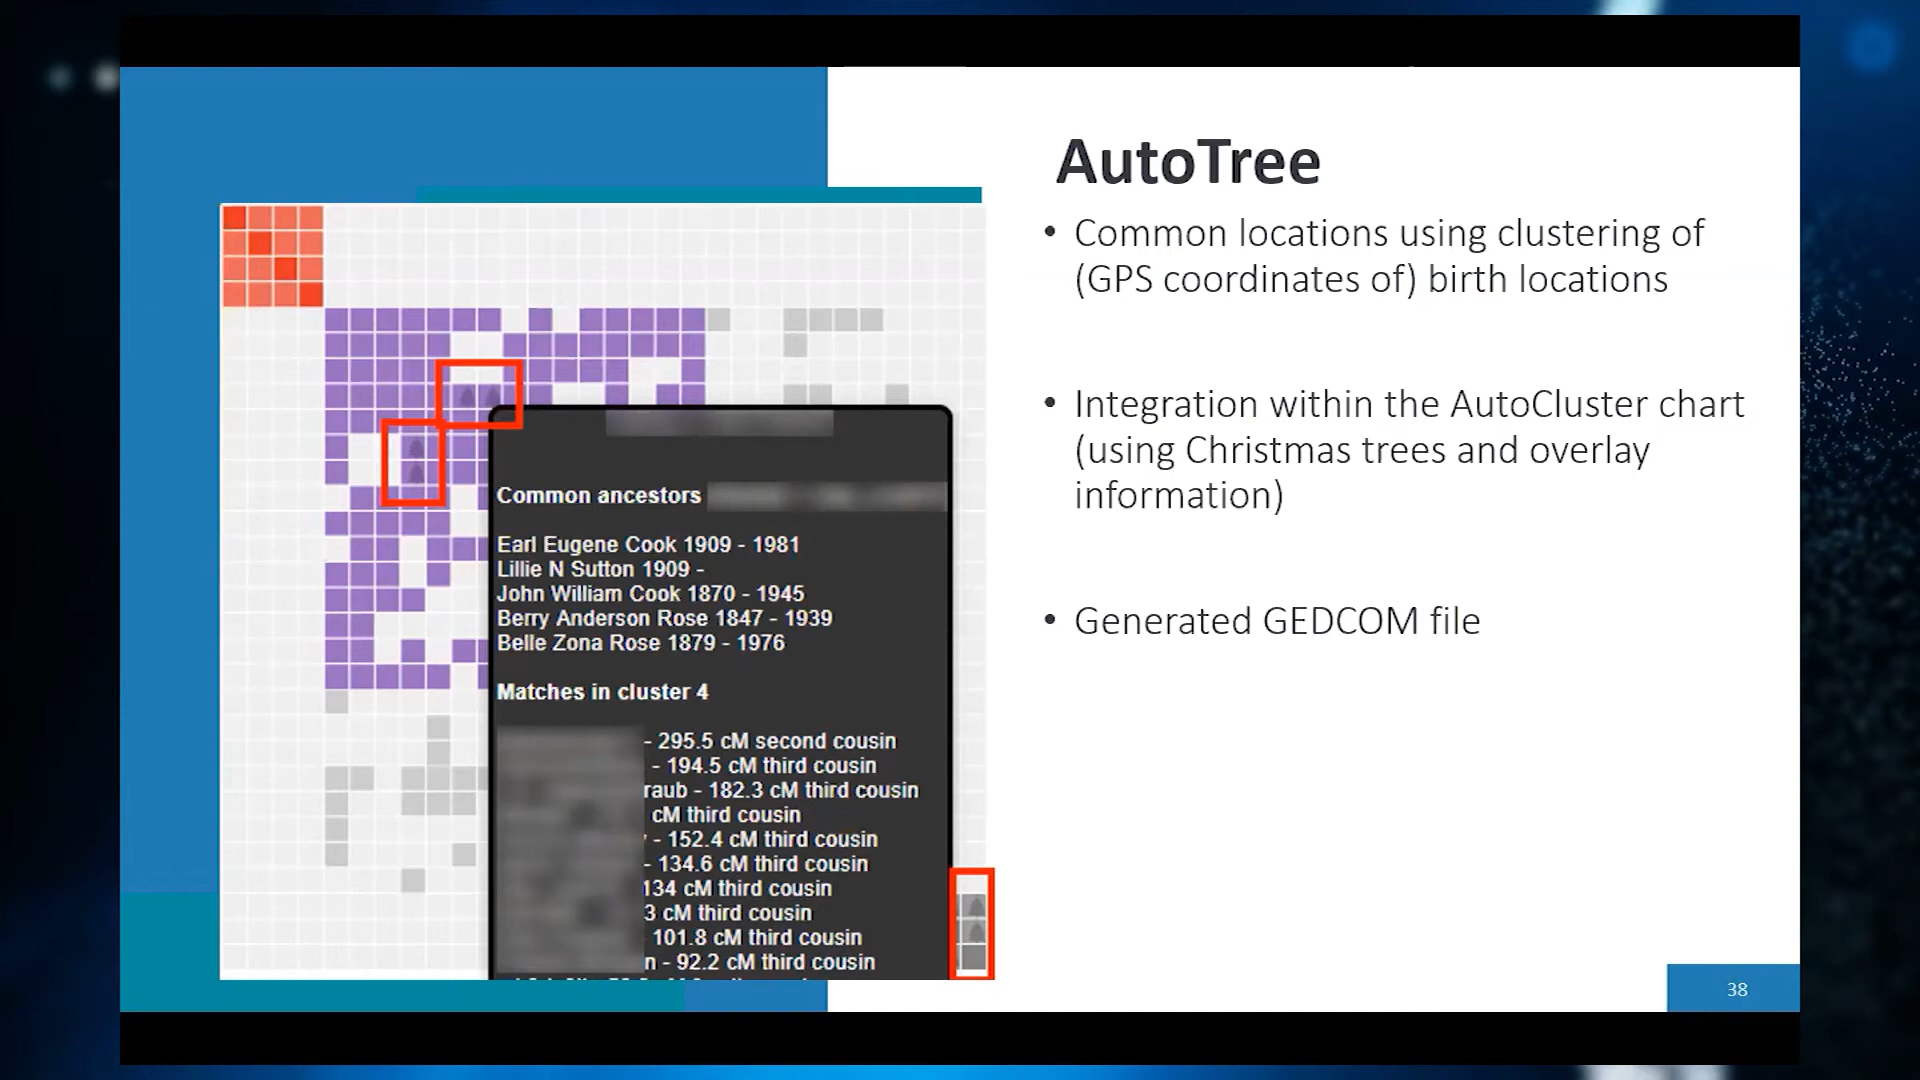 AutoTree
• Common locations using clustering of
(GPS coordinates of) birth locations
• Integration within the AutoCluster chart
(using Christmas trees and overlay
information)
• Generated GEDCOM file
Common ancestors
Earl Eugene Cook 1909 - 1981
Lillie N Sutton 1909 -
John William Cook 1870 - 1945
Berry Anderson Rose 1847 - 1939
Belle Zona Rose 1879 - 1976
Matches in cluster 4
- 295.5 cM second cousin
- 194.5 cM third cousin
raub - 182.3 cM third cousin
cM third cousin
- 152.4 cM third cousin
- 134.6 cM third cousin
134 cM third cousin
3 cM third cousin
101.8 cM third cousin
n - 92.2 cM third cousin
38